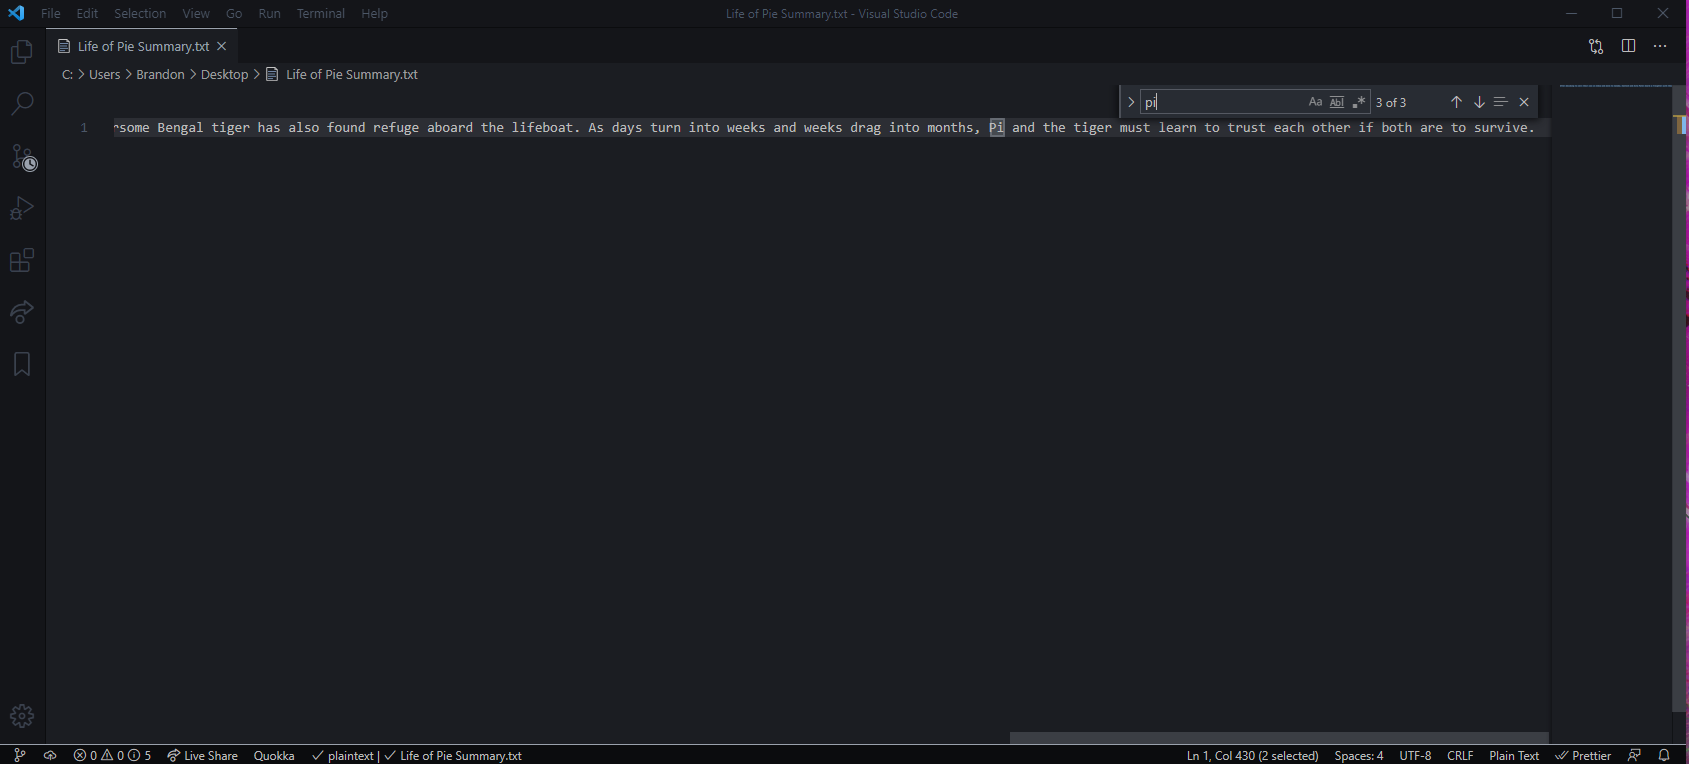 File Edit Selection View Go Run Terminal Help Life of Pie Summary.txt - Visual Studio Code
Life of Pie Summary.txt
C: > Users > Brandon > Desktop > Life of Pie Summary.txt
pi Aa Abl .* 3 of 3
1 rsome Bengal tiger has also found refuge aboard the lifeboat. As days turn into weeks and weeks drag into months, Pi and the tiger must learn to trust each other if both are to survive.
0 0 5 Live Share Quokka plaintext | Life of Pie Summary.txt Ln 1, Col 430 (2 selected) Spaces: 4 UTF-8 CRLF Plain Text Prettier